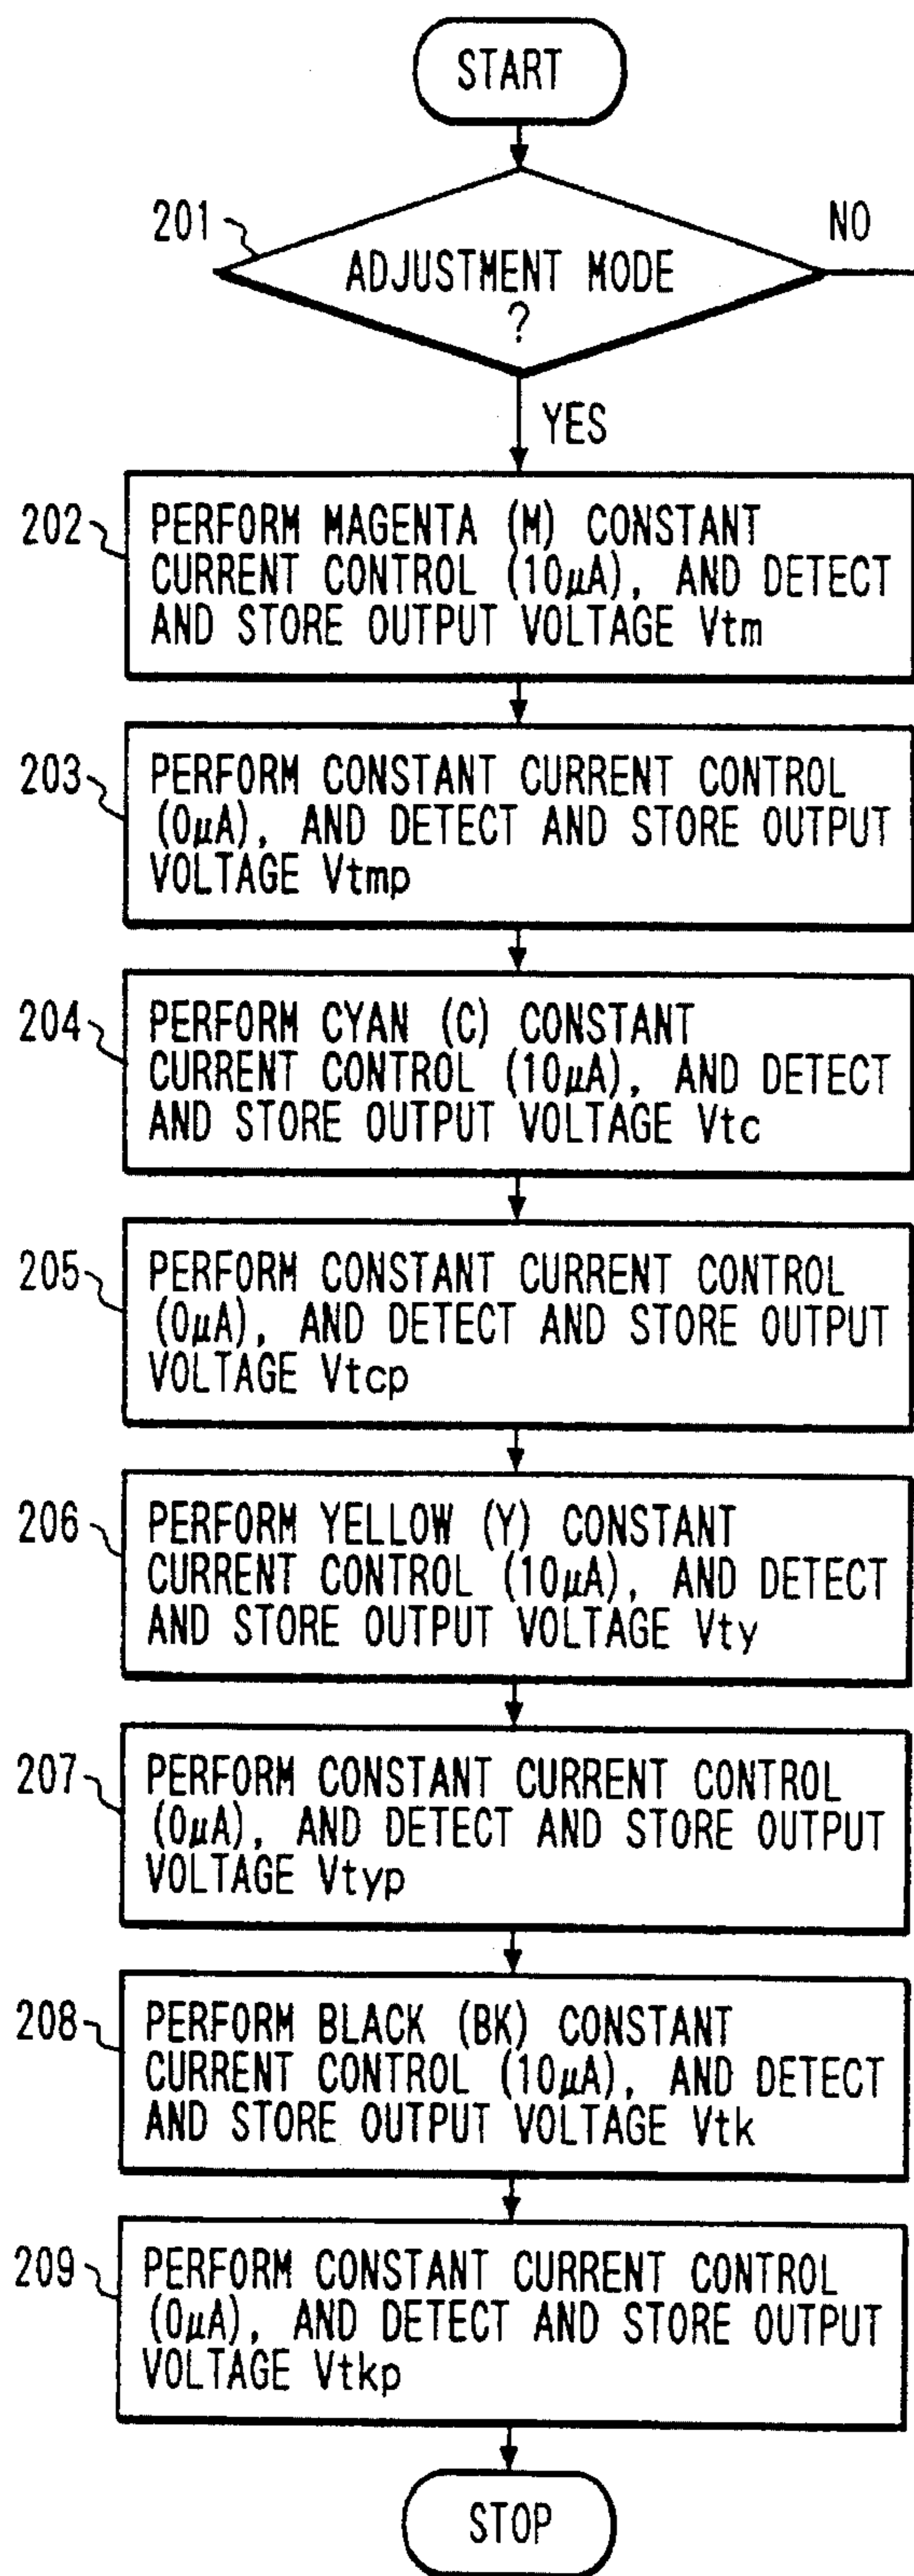 START
201
ADJUSTMENT MODE
?
NO
YES
202
PERFORM MAGENTA (M) CONSTANT
CURRENT CONTROL (10μA), AND DETECT
AND STORE OUTPUT VOLTAGE Vtm
203
PERFORM CONSTANT CURRENT CONTROL
(0μA), AND DETECT AND STORE OUTPUT
VOLTAGE Vtmp
204
PERFORM CYAN (C) CONSTANT
CURRENT CONTROL (10μA), AND DETECT
AND STORE OUTPUT VOLTAGE Vtc
205
PERFORM CONSTANT CURRENT CONTROL
(0μA), AND DETECT AND STORE OUTPUT
VOLTAGE Vtcp
206
PERFORM YELLOW (Y) CONSTANT
CURRENT CONTROL (10μA), AND DETECT
AND STORE OUTPUT VOLTAGE Vty
207
PERFORM CONSTANT CURRENT CONTROL
(0μA), AND DETECT AND STORE OUTPUT
VOLTAGE Vtyp
208
PERFORM BLACK (BK) CONSTANT
CURRENT CONTROL (10μA), AND DETECT
AND STORE OUTPUT VOLTAGE Vtk
209
PERFORM CONSTANT CURRENT CONTROL
(0μA), AND DETECT AND STORE OUTPUT
VOLTAGE Vtkp
STOP